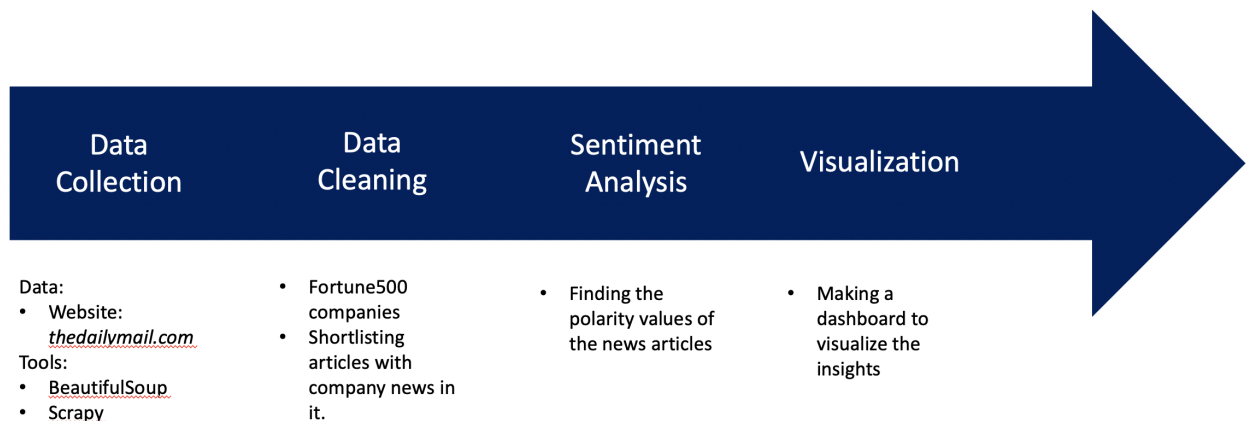 Data
Collection
Data
Cleaning
Sentiment
Analysis
Visualization
Data:
• Website:
thedailymail.com
Tools:
• BeautifulSoup
• Scrapy
• Fortune500
companies
• Shortlisting
articles with
company news in
it.
• Finding the
polarity values of
the news articles
• Making a
dashboard to
visualize the
insights